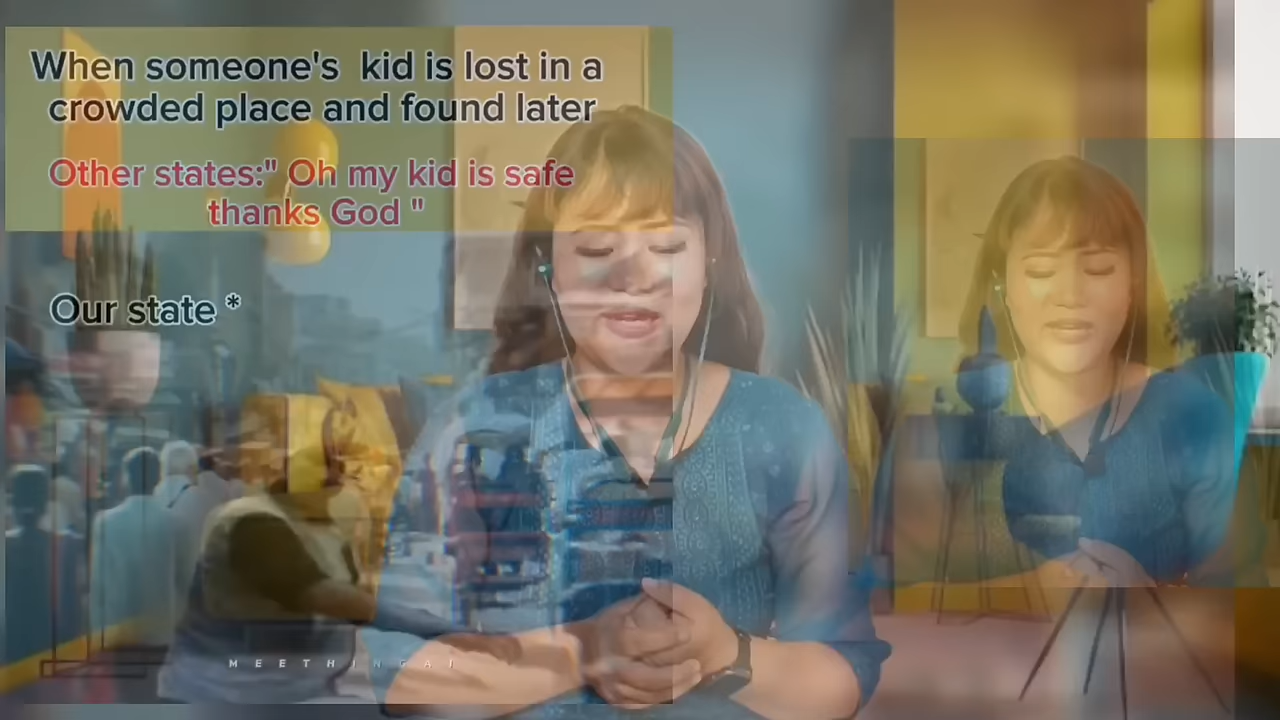 When someone's kid is lost in a
crowded place and found later
Other states:" Oh my kid is safe
thanks God "
Our state *
MEETHINGAI